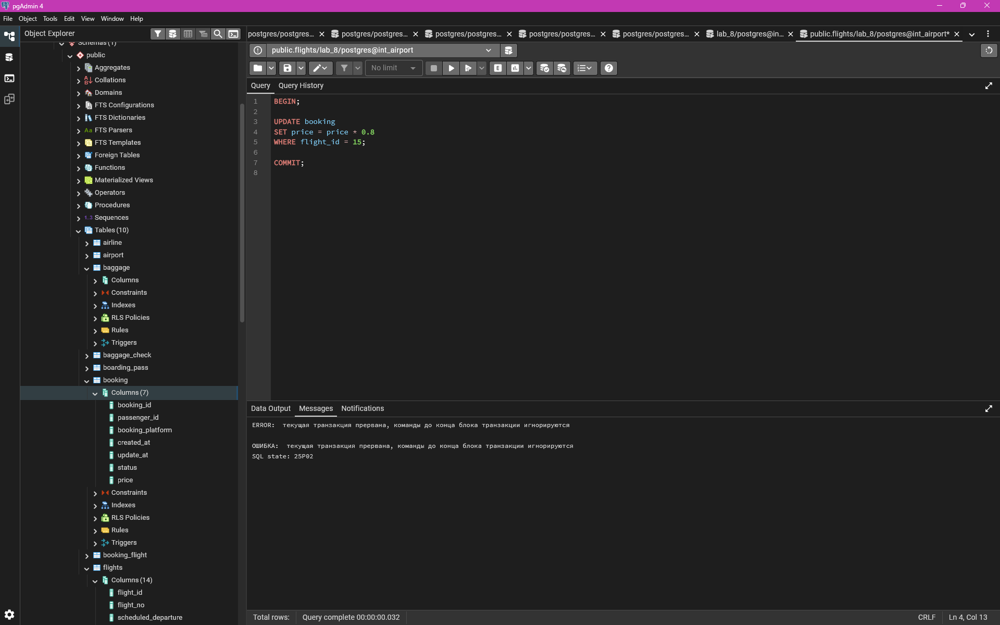 pgAdmin 4
File Object Tools Edit View Window Help
Object Explorer
postgres/postgres... postgres/postgres... postgres/postgres... postgres/postgres... postgres/postgres... lab_8/postgres@in... public.flights/lab_8/postgres@int_airport*
Schemas (1)
public
Aggregates
Collations
Domains
FTS Configurations
FTS Dictionaries
Aa FTS Parsers
FTS Templates
Foreign Tables
Functions
Materialized Views
Operators
Procedures
1..3 Sequences
Tables (10)
airline
airport
baggage
Columns
Constraints
Indexes
RLS Policies
Rules
Triggers
baggage_check
boarding_pass
booking
Columns (7)
booking_id
passenger_id
booking_platform
created_at
update_at
status
price
Constraints
Indexes
RLS Policies
Rules
Triggers
booking_flight
flights
Columns (14)
flight_id
flight_no
scheduled_departure
public.flights/lab_8/postgres@int_airport
No limit
E
Query Query History
1 BEGIN;
2
3 UPDATE booking
4 SET price = price * 0.8
5 WHERE flight_id = 15;
6
7 COMMIT;
8
Data Output Messages Notifications
ERROR:  текущая транзакция прервана, команды до конца блока транзакции игнорируются
ОШИБКА:  текущая транзакция прервана, команды до конца блока транзакции игнорируются
SQL state: 25P02
Total rows: Query complete 00:00:00.032 CRLF Ln 4, Col 13